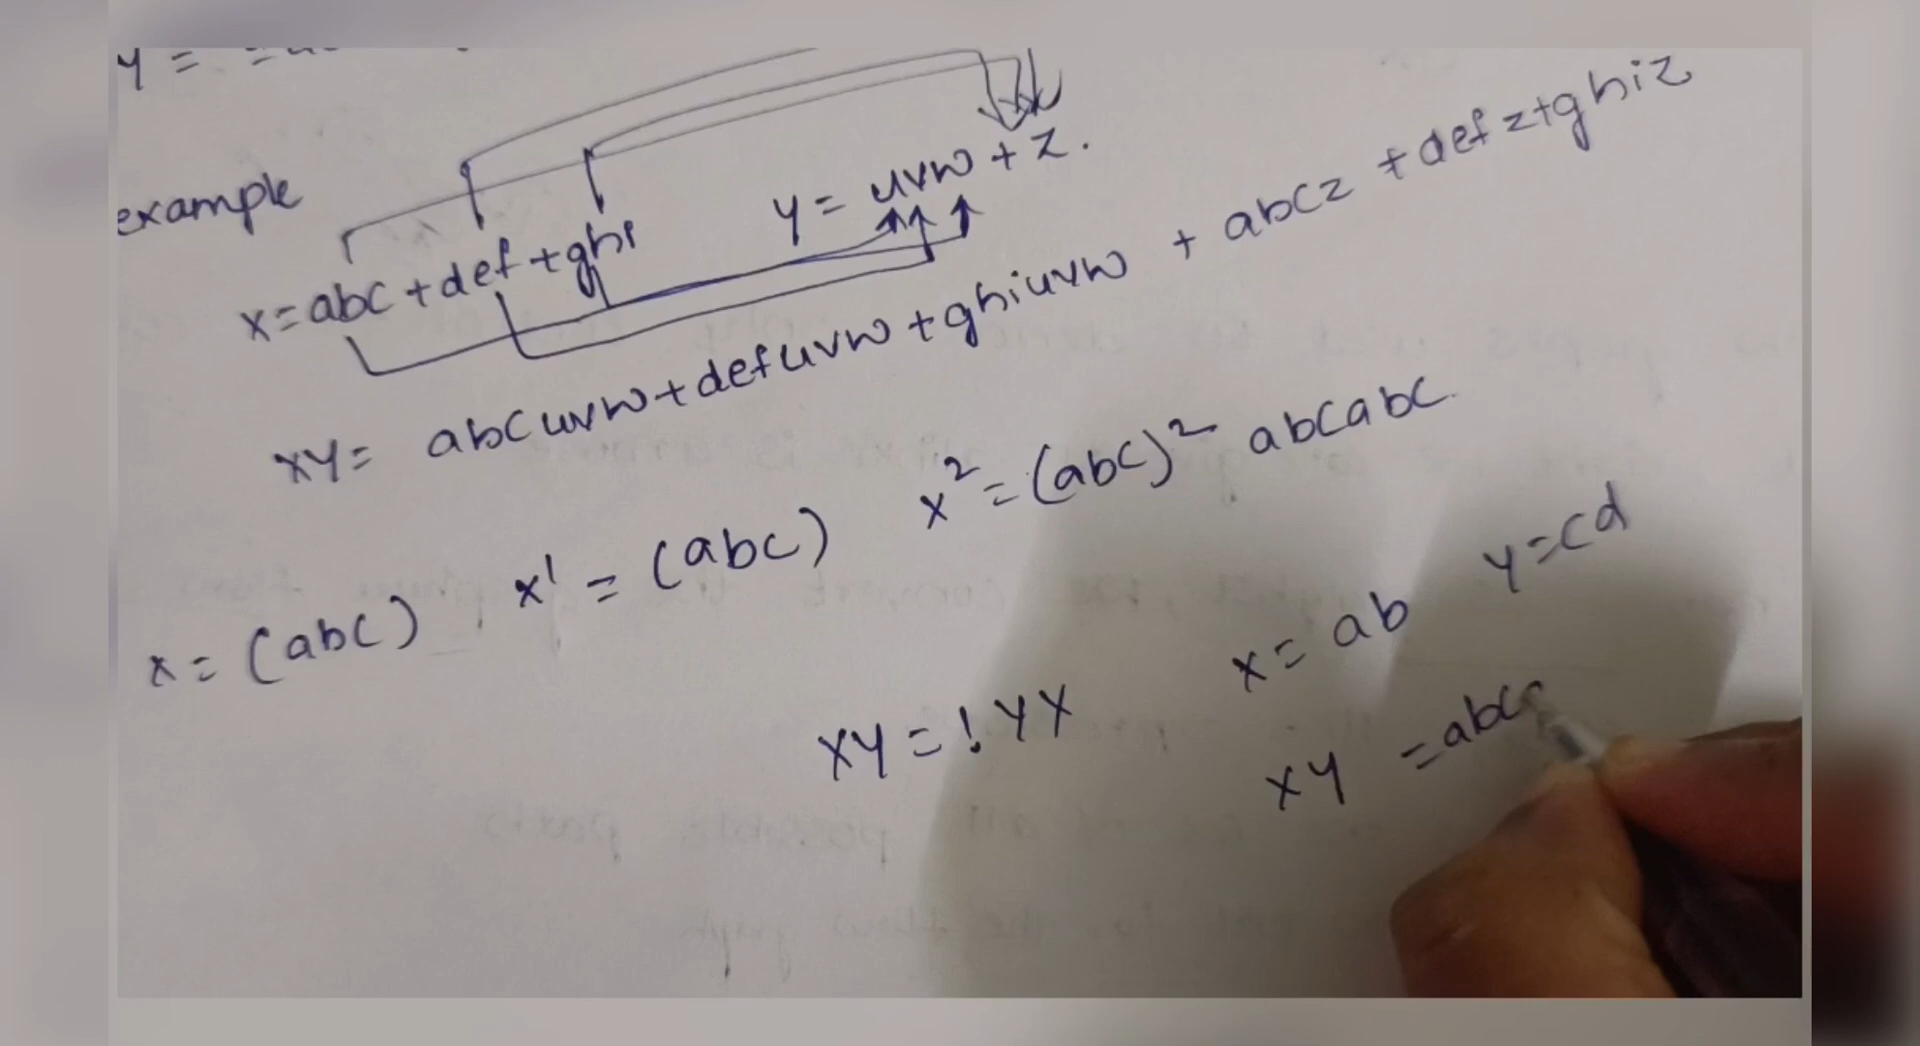 y =
example
x = abc + def + ghi
y = uvw + z.
xy = abcuvw + defuvw + ghiuvw + abcz + defz + ghiz
x = (abc) x¹ = (abc) x² = (abc)² abcabc
xy = ! yx
x = ab y = cd
xy = abc